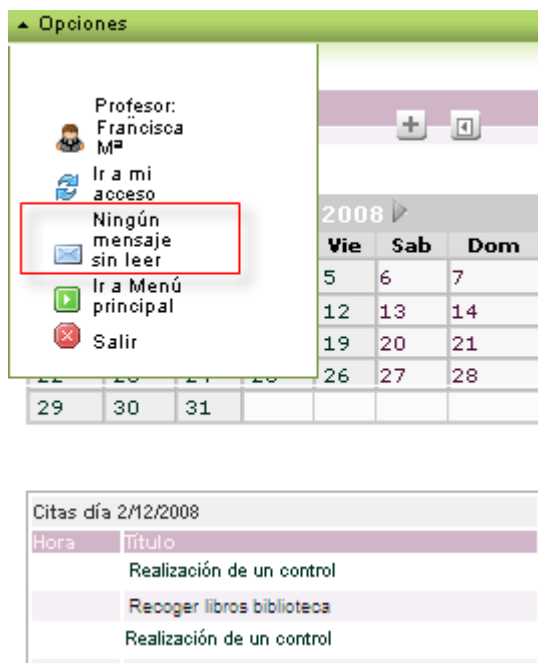 Opciones
Profesor:
Francisca
Mª
Ir a mi
acceso
Ningún
mensaje
sin leer
Ir a Menú
principal
Salir
2008
Vie Sab Dom
5 6 7
12 13 14
19 20 21
26 27 28
29 30 31
Citas día 2/12/2008
Hora Título
Realización de un control
Recoger libros biblioteca
Realización de un control